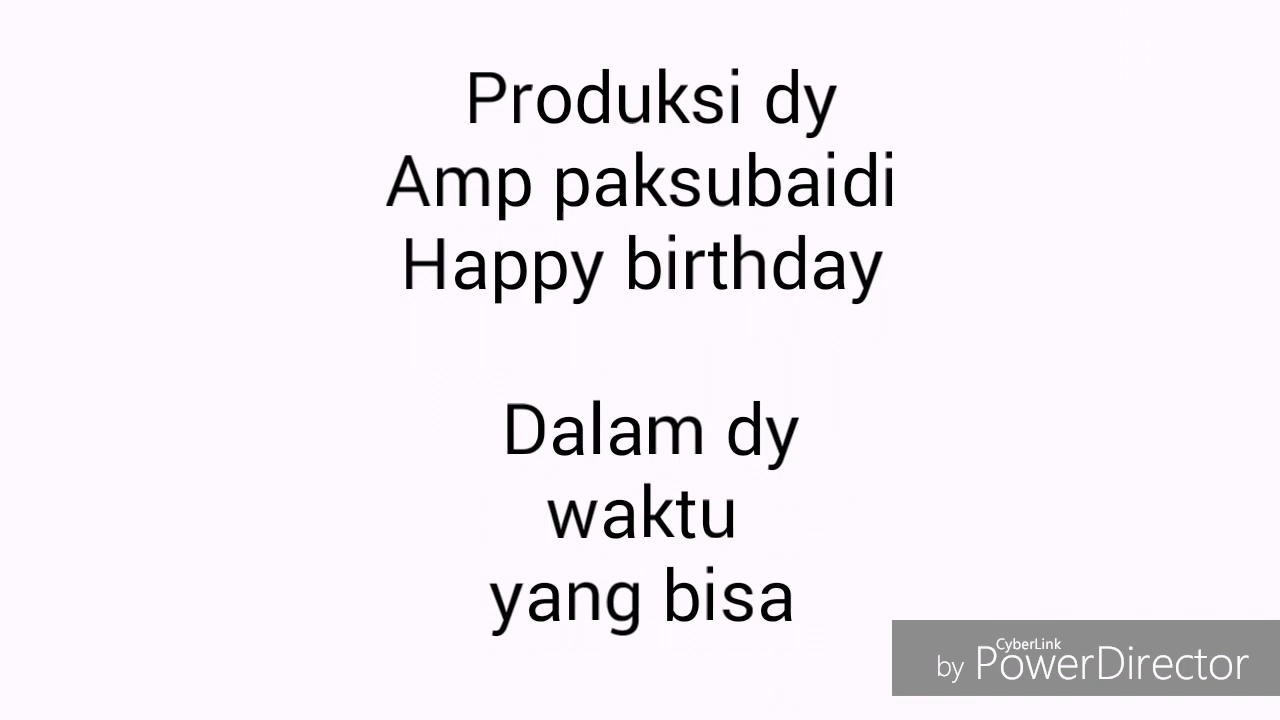 Produksi dy
Amp paksubaidi
Happy birthday
Dalam dy
waktu
yang bisa
by CyberLink PowerDirector